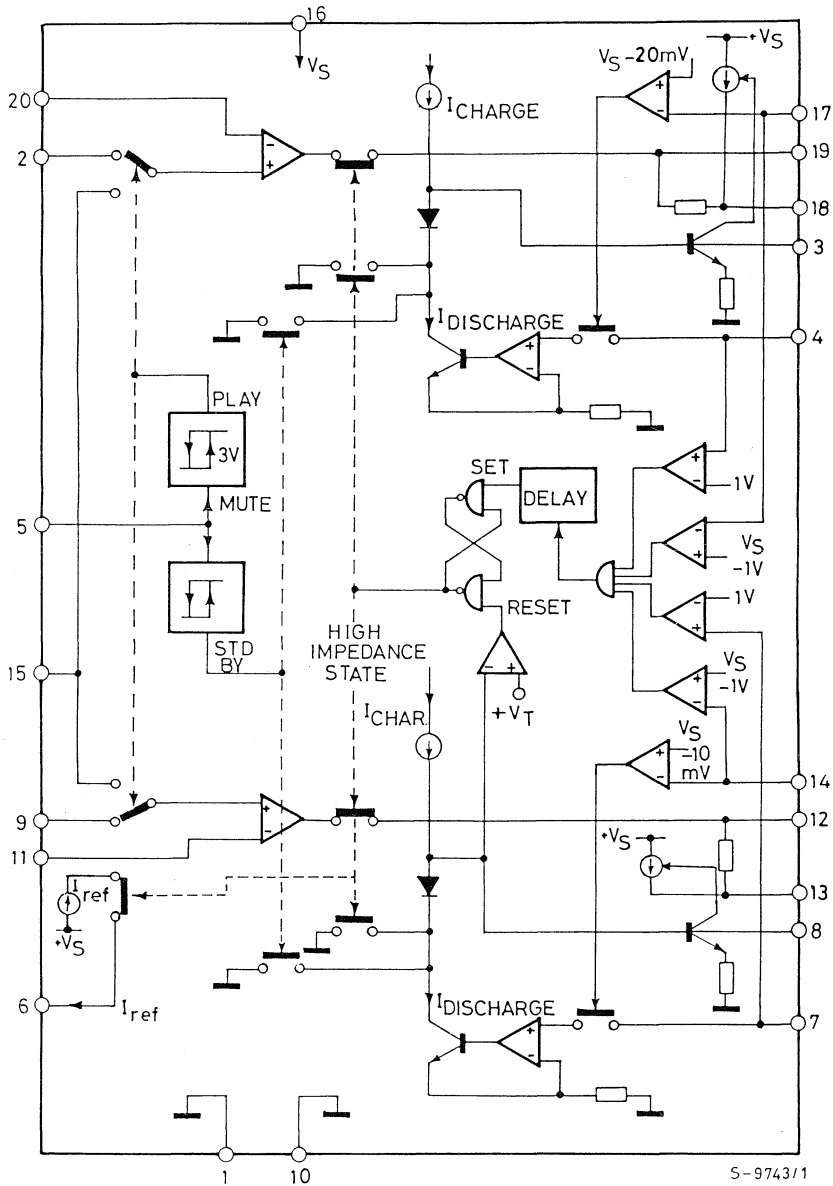 16
VS
20
2
ICHARGE
VS -20mV
+VS
17
19
18
3
IDISCHARGE
4
PLAY
3V
MUTE
5
STD
BY
15
SET
DELAY
RESET
HIGH
IMPEDANCE
STATE
+VT
1V
VS
-1V
1V
VS
-1V
ICHAR.
VS
-10
mV
14
9
12
11
+VS
13
8
Iref
+VS
6
Iref
IDISCHARGE
7
1
10
S-9743/1